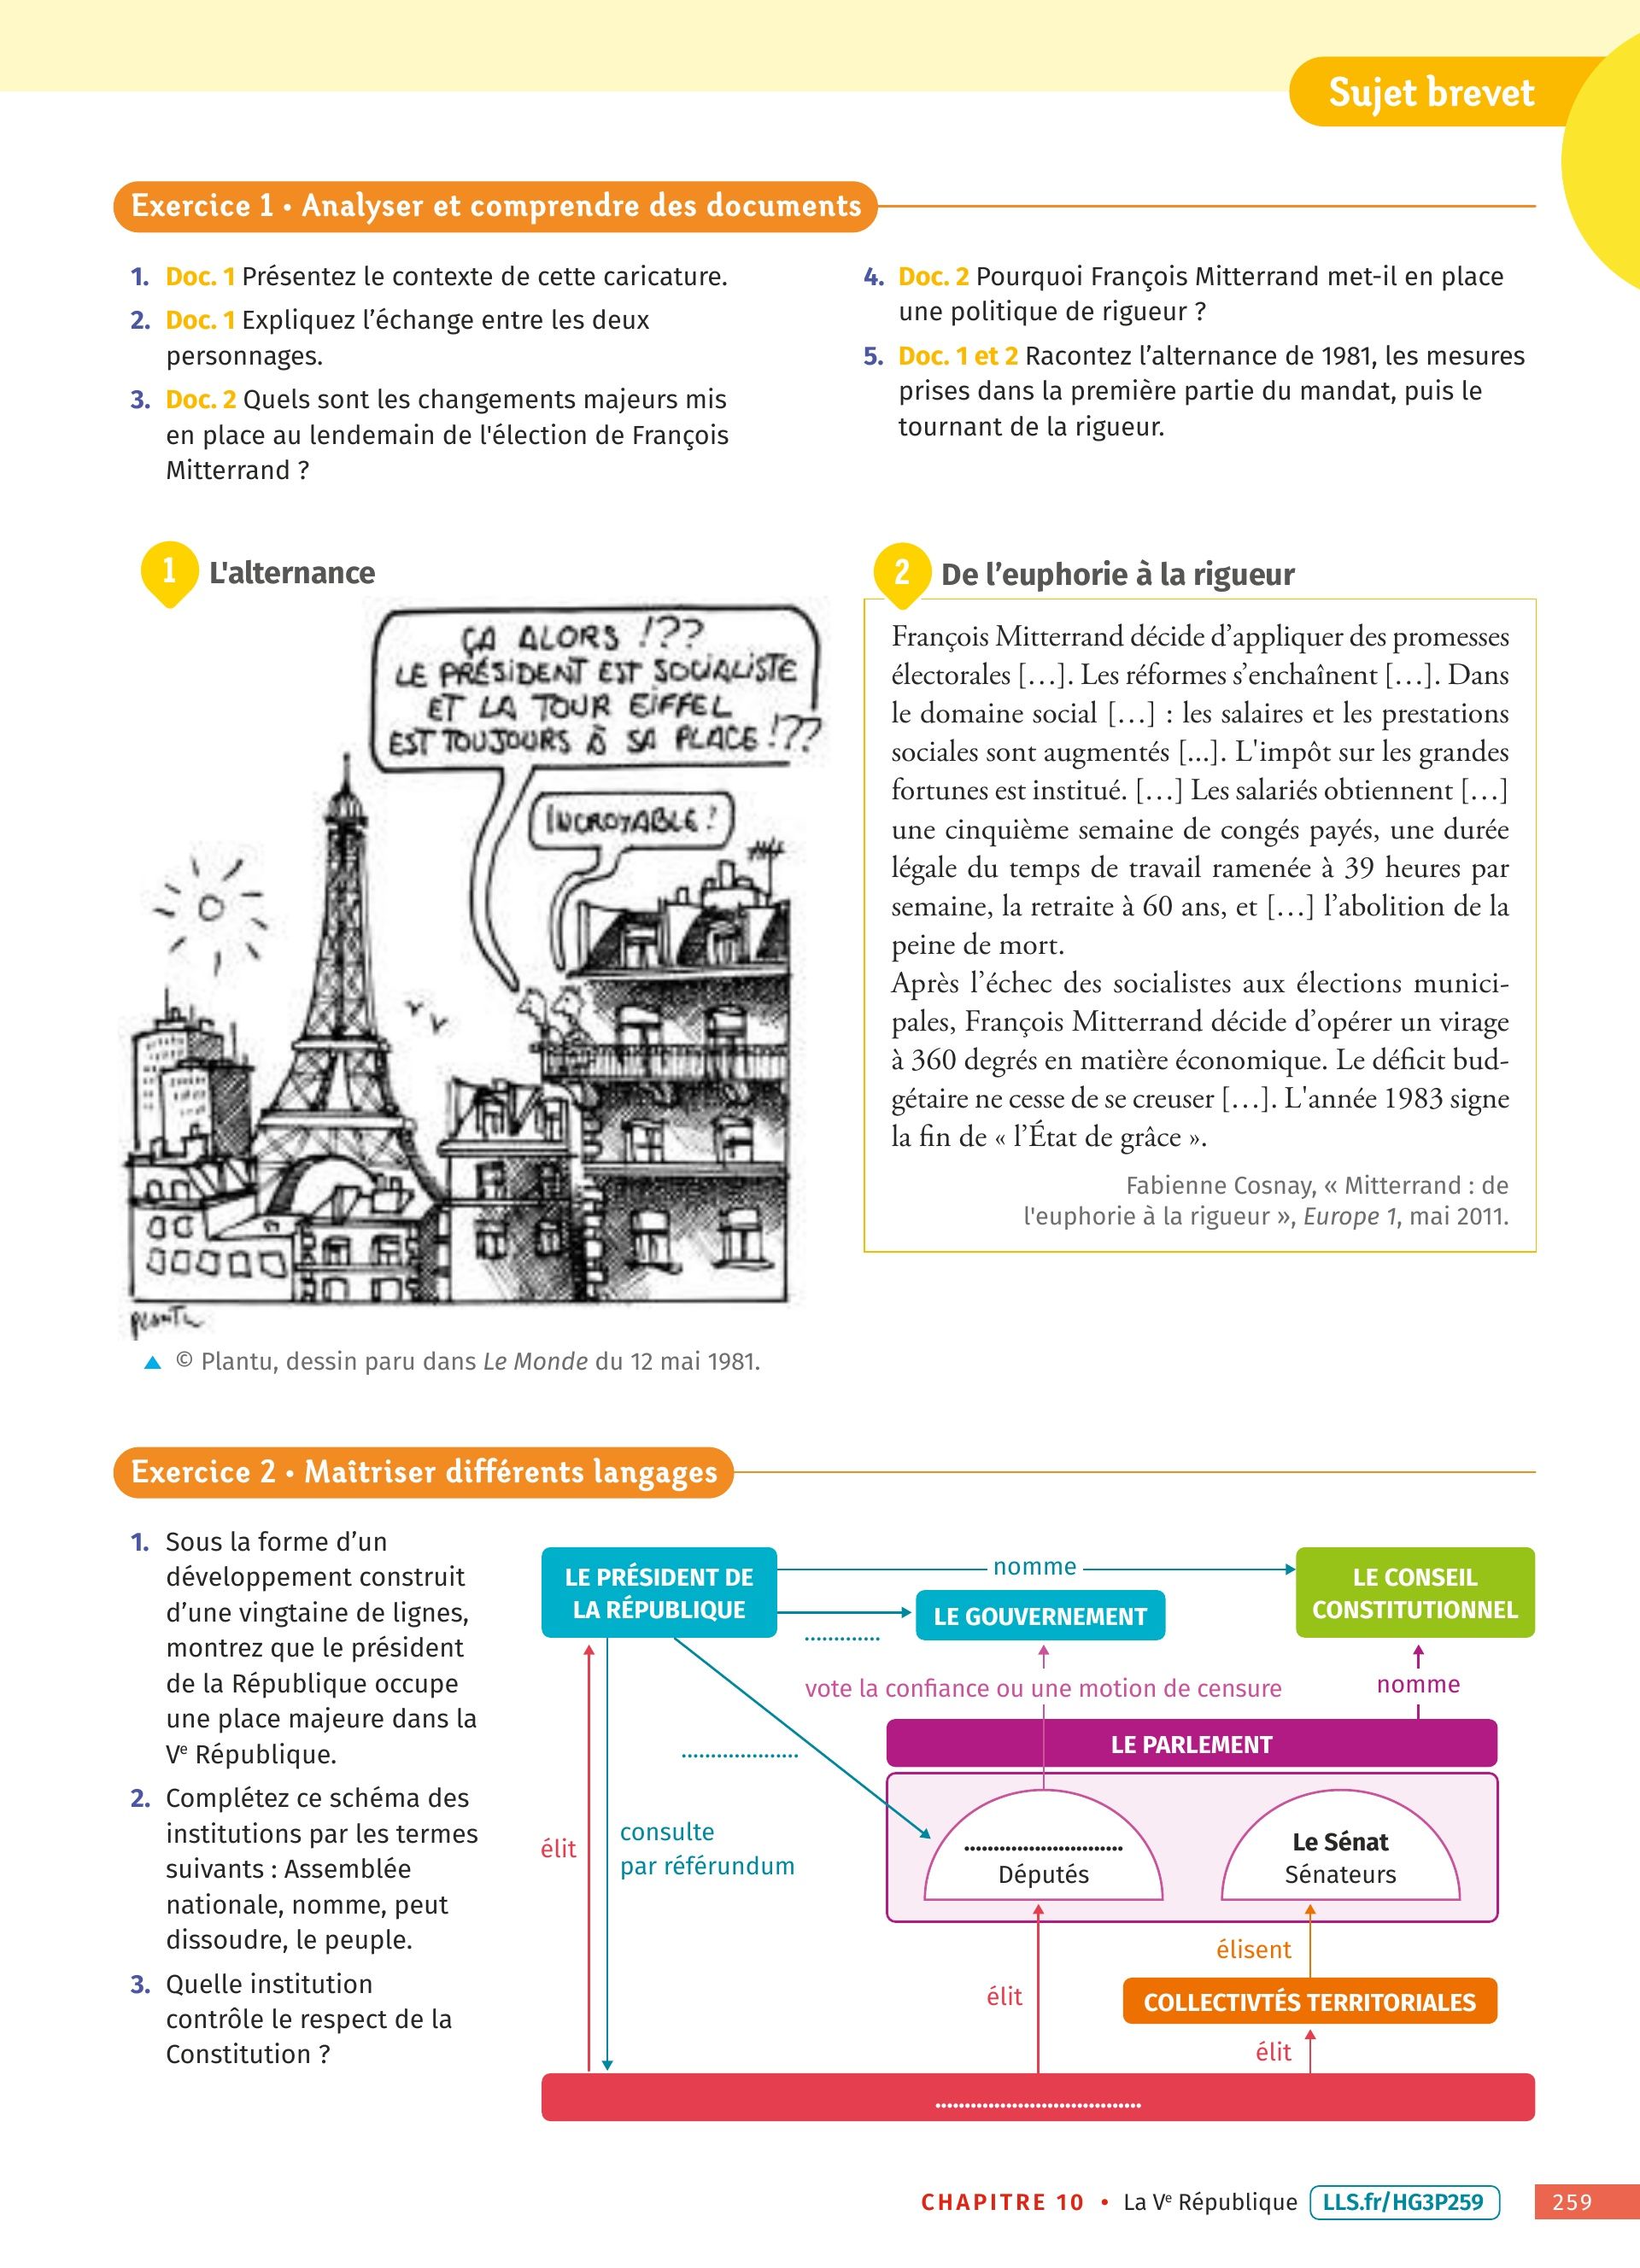 Sujet brevet
Exercice 1 • Analyser et comprendre des documents
1. Doc. 1 Présentez le contexte de cette caricature.
2. Doc. 1 Expliquez l’échange entre les deux
personnages.
3. Doc. 2 Quels sont les changements majeurs mis
en place au lendemain de l'élection de François
Mitterrand ?
4. Doc. 2 Pourquoi François Mitterrand met-il en place
une politique de rigueur ?
5. Doc. 1 et 2 Racontez l’alternance de 1981, les mesures
prises dans la première partie du mandat, puis le
tournant de la rigueur.
1 L'alternance
ÇA ALORS !??
LE PRÉSIDENT EST SOCIALISTE
ET LA TOUR EIFFEL
EST TOUJOURS À SA PLACE !??
INCROYABLE !
PLANTU
© Plantu, dessin paru dans Le Monde du 12 mai 1981.
2 De l’euphorie à la rigueur
François Mitterrand décide d’appliquer des promesses
électorales […]. Les réformes s’enchaînent […]. Dans
le domaine social […] : les salaires et les prestations
sociales sont augmentés [...]. L'impôt sur les grandes
fortunes est institué. […] Les salariés obtiennent […]
une cinquième semaine de congés payés, une durée
légale du temps de travail ramenée à 39 heures par
semaine, la retraite à 60 ans, et […] l’abolition de la
peine de mort.
Après l’échec des socialistes aux élections munici-
pales, François Mitterrand décide d’opérer un virage
à 360 degrés en matière économique. Le déficit bud-
gétaire ne cesse de se creuser […]. L'année 1983 signe
la fin de « l’État de grâce ».
Fabienne Cosnay, « Mitterrand : de
l'euphorie à la rigueur », Europe 1, mai 2011.
Exercice 2 • Maîtriser différents langages
1. Sous la forme d’un
développement construit
d’une vingtaine de lignes,
montrez que le président
de la République occupe
une place majeure dans la
Ve République.
2. Complétez ce schéma des
institutions par les termes
suivants : Assemblée
nationale, nomme, peut
dissoudre, le peuple.
3. Quelle institution
contrôle le respect de la
Constitution ?
LE PRÉSIDENT DE
LA RÉPUBLIQUE
nomme
LE CONSEIL
CONSTITUTIONNEL
LE GOUVERNEMENT
.............
vote la confiance ou une motion de censure
nomme
LE PARLEMENT
....................
consulte
par référundum
élit
...........................
Députés
Le Sénat
Sénateurs
élisent
élit
COLLECTIVTÉS TERRITORIALES
élit
...................................
CHAPITRE 10 • La Ve République LLS.fr/HG3P259 259